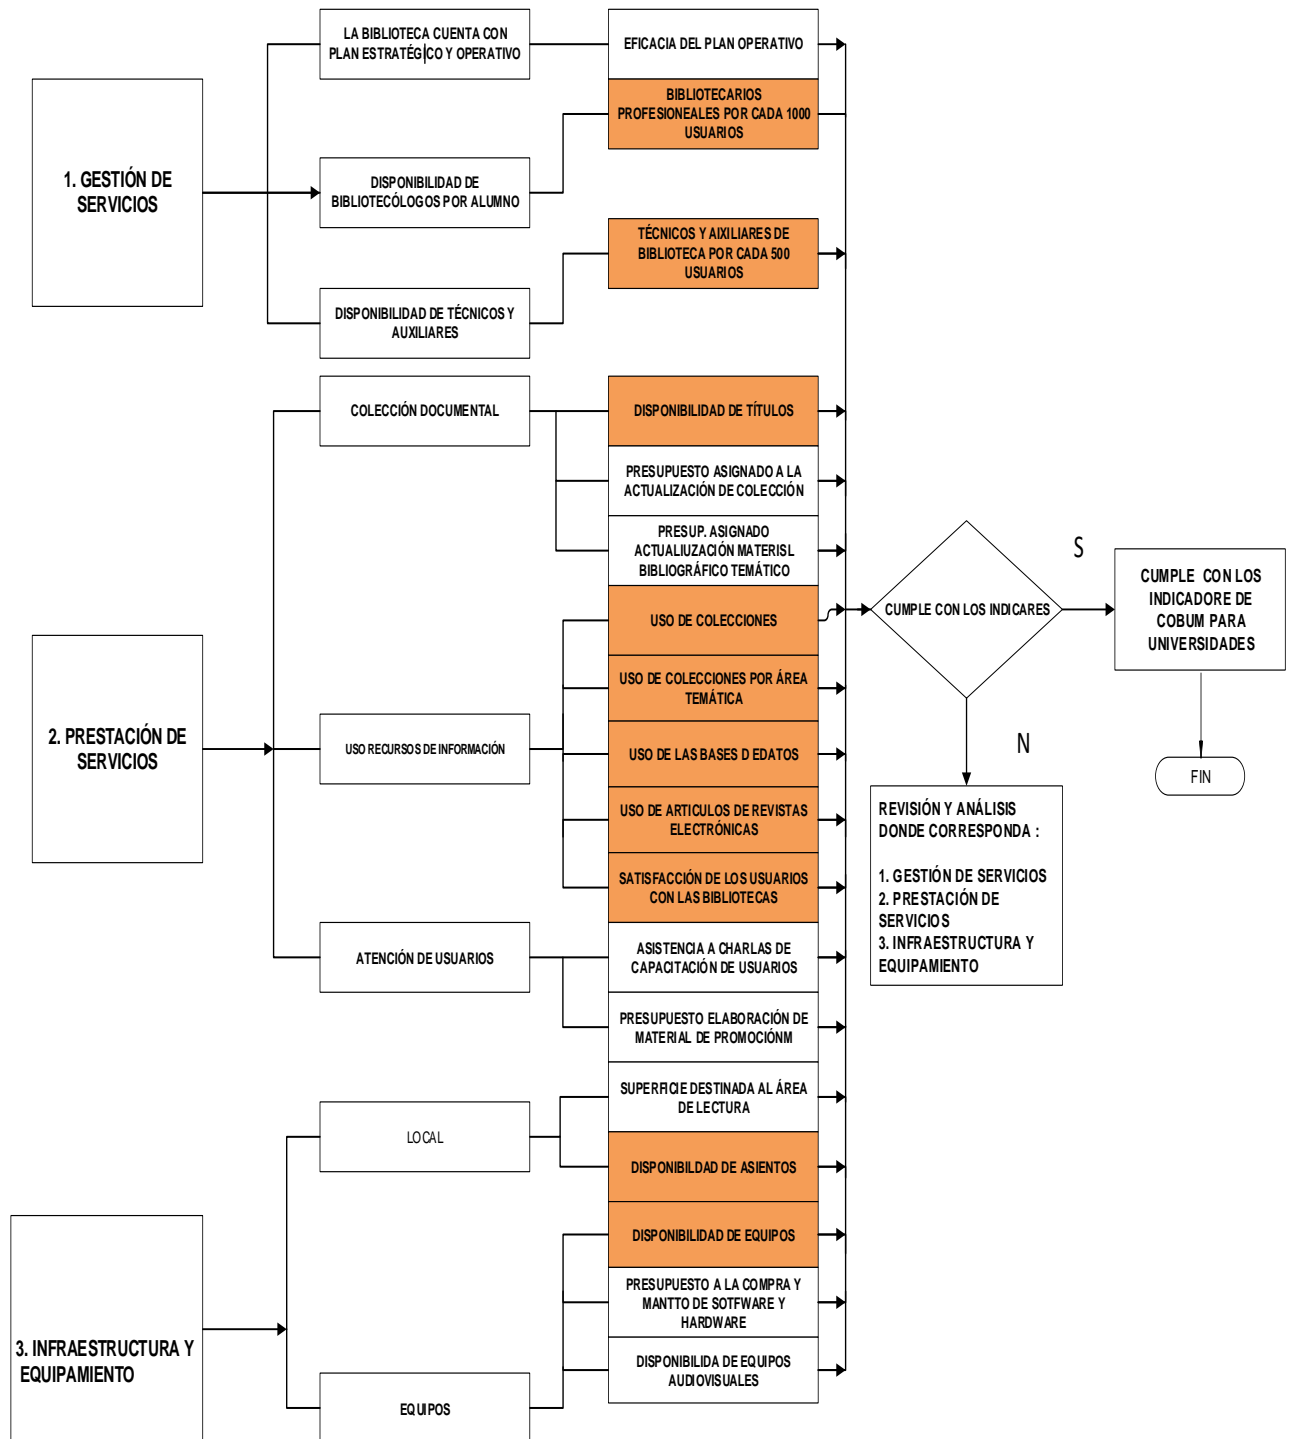 1. GESTIÓN DE
SERVICIOS
LA BIBLIOTECA CUENTA CON
PLAN ESTRATÉGICO Y OPERATIVO
DISPONIBILIDAD DE
BIBLIOTECÓLOGOS POR ALUMNO
DISPONIBILIDAD DE TÉCNICOS Y
AUXILIARES
EFICACIA DEL PLAN OPERATIVO
BIBLIOTECARIOS
PROFESIONEALES POR CADA 1000
USUARIOS
TÉCNICOS Y AIXILIARES DE
BIBLIOTECA POR CADA 500
USUARIOS
2. PRESTACIÓN DE
SERVICIOS
COLECCIÓN DOCUMENTAL
USO RECURSOS DE INFORMACIÓN
ATENCIÓN DE USUARIOS
DISPONIBILIDAD DE TÍTULOS
PRESUPUESTO ASIGNADO A LA
ACTUALIZACIÓN DE COLECCIÓN
PRESUP. ASIGNADO
ACTUALIUZACIÓN MATERISL
BIBLIOGRÁFICO TEMÁTICO
USO DE COLECCIONES
USO DE COLECCIONES POR ÁREA
TEMÁTICA
USO DE LAS BASES D EDATOS
USO DE ARTICULOS DE REVISTAS
ELECTRÓNICAS
SATISFACCIÓN DE LOS USUARIOS
CON LAS BIBLIOTECAS
ASISTENCIA A CHARLAS DE
CAPACITACIÓN DE USUARIOS
PRESUPUESTO ELABORACIÓN DE
MATERIAL DE PROMOCIÓNM
3. INFRAESTRUCTURA Y
EQUIPAMIENTO
LOCAL
EQUIPOS
SUPERFICIE DESTINADA AL ÁREA
DE LECTURA
DISPONIBILDAD DE ASIENTOS
DISPONIBILIDAD DE EQUIPOS
PRESUPUESTO A LA COMPRA Y
MANTTO DE SOTFWARE Y
HARDWARE
DISPONIBILIDA DE EQUIPOS
AUDIOVISUALES
CUMPLE CON LOS INDICARES
S
CUMPLE CON LOS
INDICADORE DE
COBUM PARA
UNIVERSIDADES
FIN
N
REVISIÓN Y ANÁLISIS
DONDE CORRESPONDA :
1. GESTIÓN DE SERVICIOS
2. PRESTACIÓN DE
SERVICIOS
3. INFRAESTRUCTURA Y
EQUIPAMIENTO